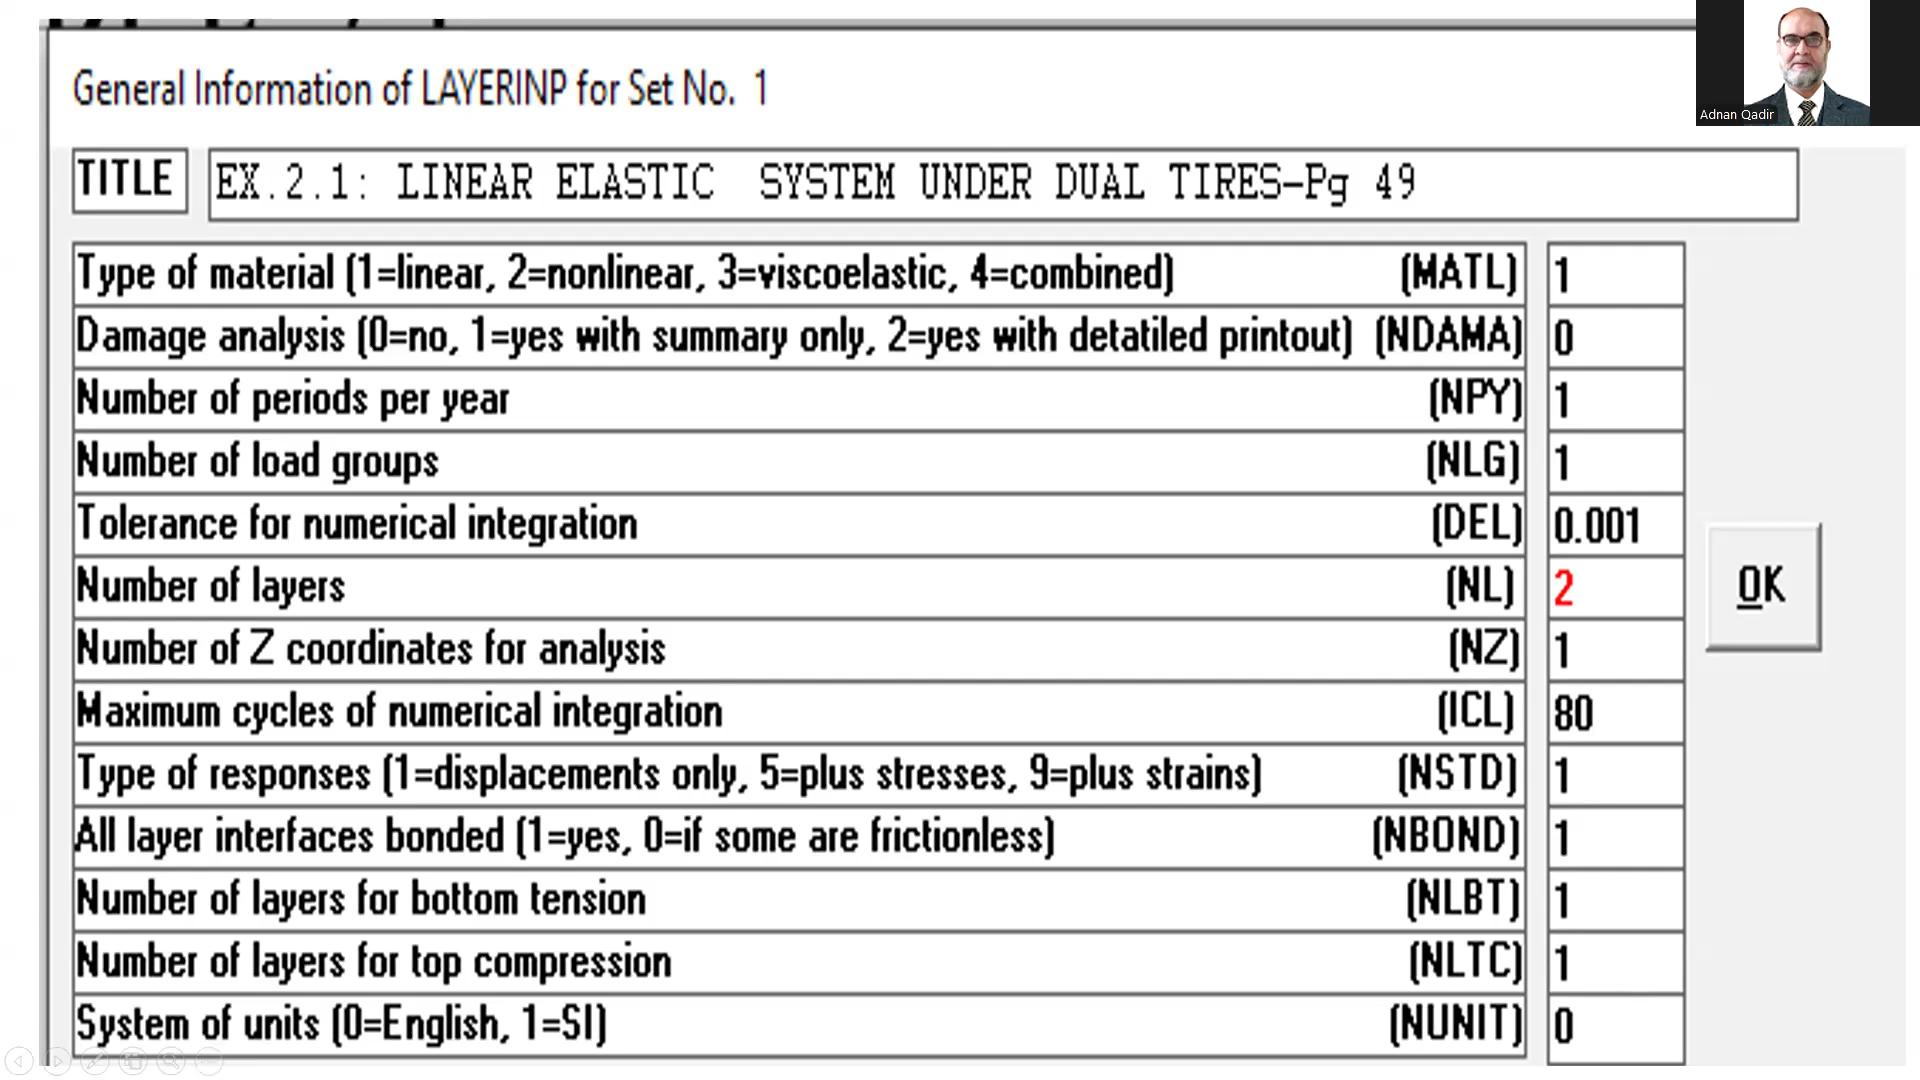 General Information of LAYERINP for Set No. 1
Adnan Qadir
TITLE EX.2.1: LINEAR ELASTIC SYSTEM UNDER DUAL TIRES-Pg 49
Type of material (1=linear, 2=nonlinear, 3=viscoelastic, 4=combined) (MATL) 1
Damage analysis (0=no, 1=yes with summary only, 2=yes with detatiled printout) (NDAMA) 0
Number of periods per year (NPY) 1
Number of load groups (NLG) 1
Tolerance for numerical integration (DEL) 0.001
Number of layers (NL) 2
OK
Number of Z coordinates for analysis (NZ) 1
Maximum cycles of numerical integration (ICL) 80
Type of responses (1=displacements only, 5=plus stresses, 9=plus strains) (NSTD) 1
All layer interfaces bonded (1=yes, 0=if some are frictionless) (NBOND) 1
Number of layers for bottom tension (NLBT) 1
Number of layers for top compression (NLTC) 1
System of units (0=English, 1=SI) (NUNIT) 0